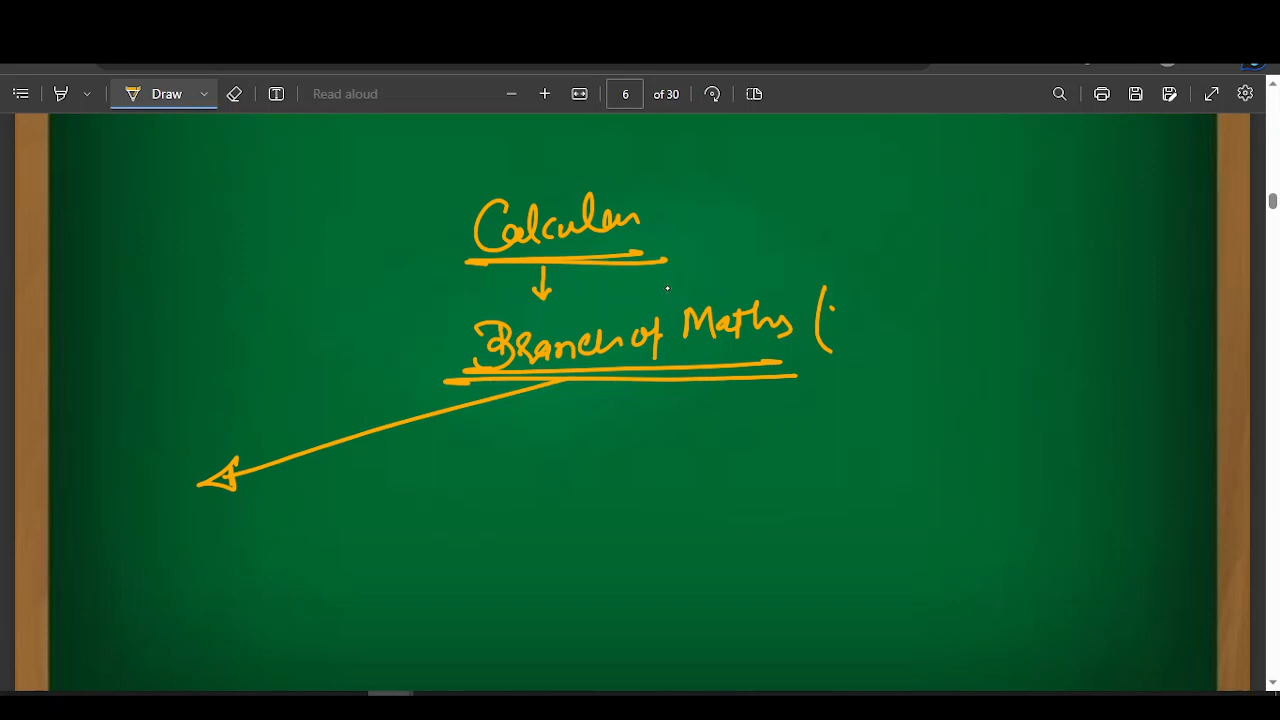 Draw
Read aloud
6 of 30
Calculus
Branch of Maths (